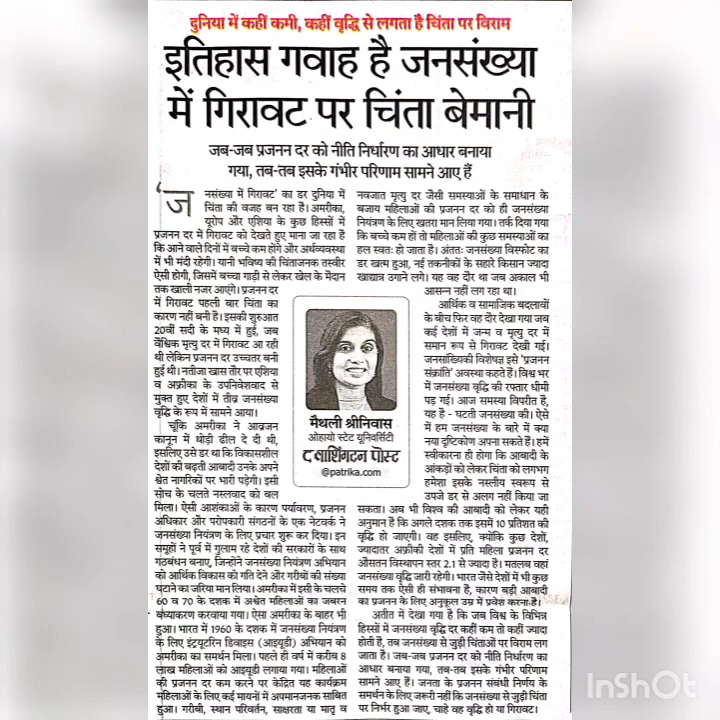 दुनिया में कहीं कमी, कहीं वृद्धि से लगता है चिंता पर विराम
इतिहास गवाह है जनसंख्या
में गिरावट पर चिंता बेमानी
जब-जब प्रजनन दर को नीति निर्धारण का आधार बनाया
गया, तब-तब इसके गंभीर परिणाम सामने आए हैं
'जनसंख्या में गिरावट' का डर दुनिया में
चिंता की वजह बन रहा है। अमरीका,
यूरोप और एशिया के कुछ हिस्सों में
प्रजनन दर में गिरावट को देखते हुए माना जा रहा है
कि आने वाले दिनों में बच्चे कम होंगे और अर्थव्यवस्था
में भी मंदी रहेगी। यानी भविष्य की चिंताजनक तस्वीर
ऐसी होगी, जिसमें बच्चा गाड़ी से लेकर खेल के मैदान
तक खाली नजर आएंगे। प्रजनन दर
में गिरावट पहली बार चिंता का
कारण नहीं बनी है। इसकी शुरुआत
20वीं सदी के मध्य में हुई, जब
वैश्विक मृत्यु दर में गिरावट आ रही
थी लेकिन प्रजनन दर उच्चतर बनी
हुई थी। नतीजा खास तौर पर एशिया
व अफ्रीका के उपनिवेशवाद से
मुक्त हुए देशों में तीव्र जनसंख्या
वृद्धि के रूप में सामने आया।
चूंकि अमरीका ने आव्रजन
कानून में थोड़ी ढील दे दी थी,
इसलिए उसे डर था कि विकासशील
देशों की बढ़ती आबादी उनके अपने
श्वेत नागरिकों पर भारी पड़ेगी। इसी
सोच के चलते नस्लवाद को बल
मिला। ऐसी आशंकाओं के कारण पर्यावरण, प्रजनन
अधिकार और परोपकारी संगठनों के एक नेटवर्क ने
जनसंख्या नियंत्रण के लिए प्रचार शुरू कर दिया। इन
समूहों ने पूर्व में गुलाम रहे देशों की सरकारों के साथ
गठबंधन बनाए, जिन्होंने जनसंख्या नियंत्रण अभियान
को आर्थिक विकास को गति देने और गरीबों की संख्या
घटाने का जरिया मान लिया। अमरीका में इसी के चलते
60 व 70 के दशक में अश्वेत महिलाओं का जबरन
बंध्याकरण करवाया गया। ऐसा अमरीका के बाहर भी
हुआ। भारत में 1960 के दशक में जनसंख्या नियंत्रण
के लिए इंट्रयूटरिन डिवाइस (आइयूडी) अभियान को
अमरीका का समर्थन मिला। पहले ही वर्ष में करीब 8
लाख महिलाओं को आइयूडी लगाया गया। महिलाओं
की प्रजनन दर कम करने पर केंद्रित यह कार्यक्रम
महिलाओं के लिए कई मायनों में अपमानजनक साबित
हुआ। गरीबी, स्थान परिवर्तन, साक्षरता या मातृ व
मैथली श्रीनिवास
ओहायो स्टेट यूनिवर्सिटी
द वाशिंगटन पोस्ट
@patrika.com
नवजात मृत्यु दर जैसी समस्याओं के समाधान के
बजाय महिलाओं की प्रजनन दर को ही जनसंख्या
नियंत्रण के लिए खतरा मान लिया गया। तर्क दिया गया
कि बच्चे कम हों तो महिलाओं की कुछ समस्याओं का
हल स्वतः हो जाता है। अंततः जनसंख्या विस्फोट का
डर खत्म हुआ, नई तकनीकों के सहारे किसान ज्यादा
खाद्यान्न उगाने लगे। यह वह दौर था जब अकाल भी
आसन्न नहीं लग रहा था।
आर्थिक व सामाजिक बदलावों
के बीच फिर वह दौर देखा गया जब
कई देशों में जन्म व मृत्यु दर में
समान रूप से गिरावट देखी गई।
जनसांख्यिकी विशेषज्ञ इसे 'प्रजनन
संक्रांति' अवस्था कहते हैं। विश्व भर
में जनसंख्या वृद्धि की रफ्तार धीमी
पड़ गई। आज समस्या विपरीत है,
यह है - घटती जनसंख्या की। ऐसे
में हम जनसंख्या के बारे में क्या
नया दृष्टिकोण अपना सकते हैं। हमें
स्वीकारना ही होगा कि आबादी के
आंकड़ों को लेकर चिंता को लगभग
हमेशा इसके नस्लीय स्वरूप से
उपजे डर से अलग नहीं किया जा
सकता। अब भी विश्व की आबादी को लेकर यही
अनुमान है कि अगले दशक तक इसमें 10 प्रतिशत की
वृद्धि हो जाएगी। वह इसलिए, क्योंकि कुछ देशों,
ज्यादातर अफ्रीकी देशों में प्रति महिला प्रजनन दर
औसतन विस्थापन स्तर 2.1 से ज्यादा है। मतलब वहां
जनसंख्या वृद्धि जारी रहेगी। भारत जैसे देशों में भी कुछ
समय तक ऐसी ही संभावना है, कारण बड़ी आबादी
का प्रजनन के लिए अनुकूल उम्र में प्रवेश करना है।
अतीत में देखा गया है कि जब विश्व के विभिन्न
हिस्सों में जनसंख्या वृद्धि दर कहीं कम तो कहीं ज्यादा
होती है, तब जनसंख्या से जुड़ी चिंताओं पर विराम लग
जाता है। जब-जब प्रजनन दर को नीति निर्धारण का
आधार बनाया गया, तब-तब इसके गंभीर परिणाम
सामने आए हैं। जनता के प्रजनन संबंधी निर्णय के
समर्थन के लिए जरूरी नहीं कि जनसंख्या से जुड़ी चिंता
पर निर्भर हुआ जाए, चाहे वह वृद्धि हो या गिरावट।
InShOt